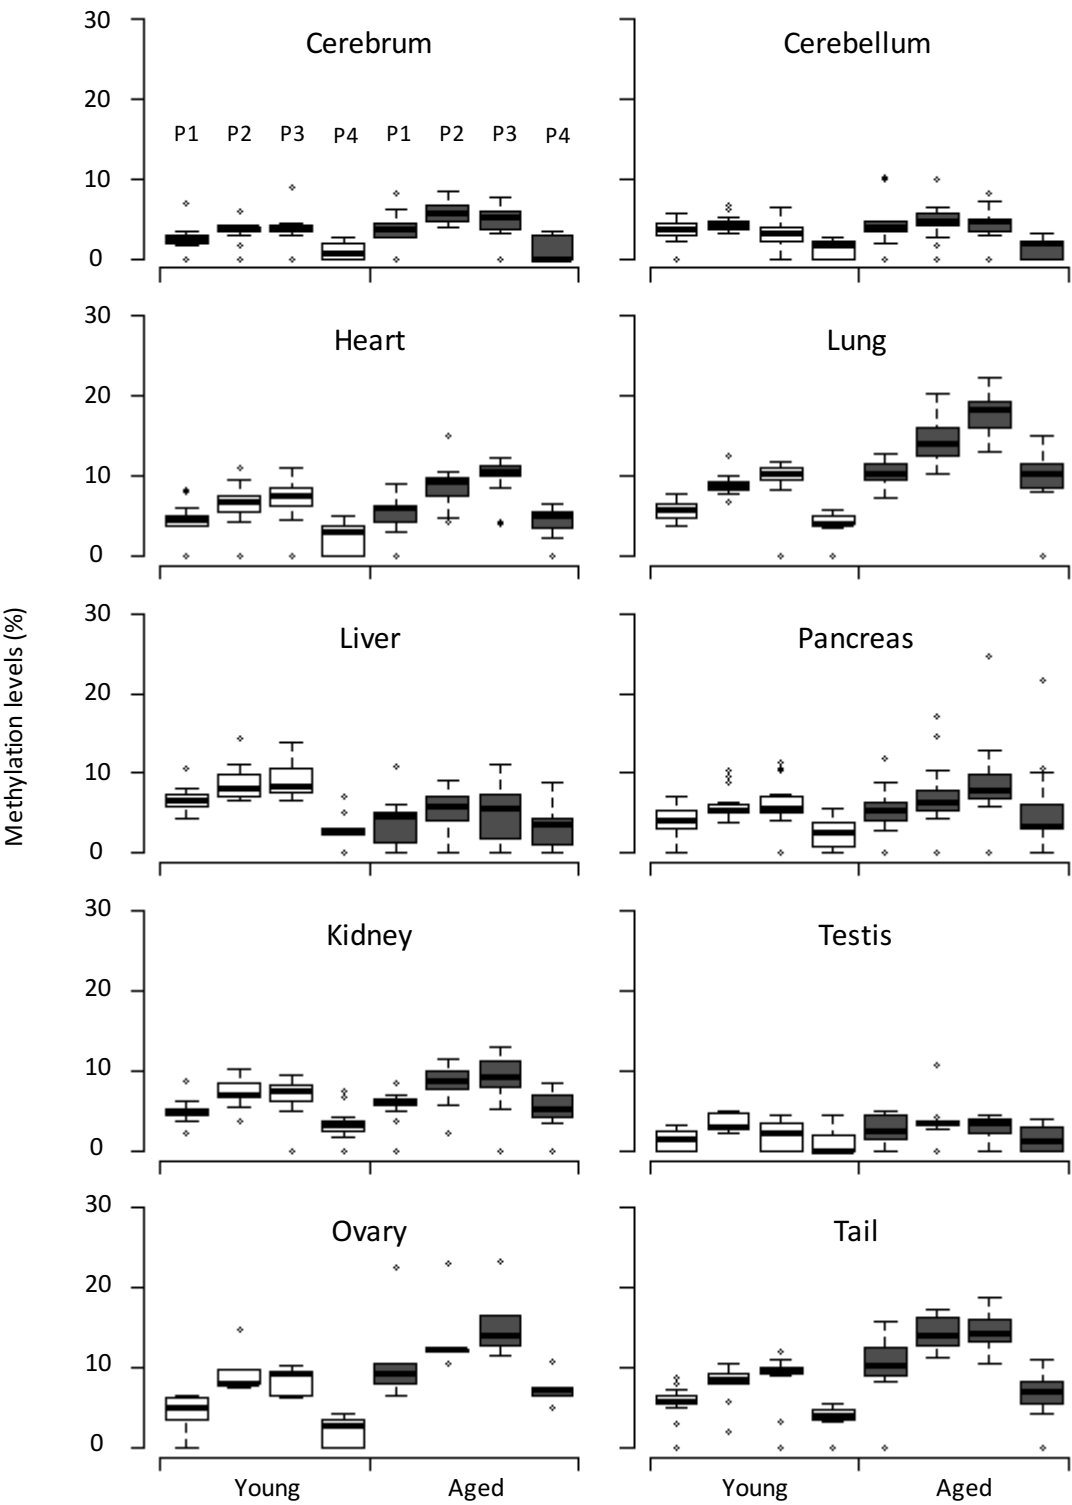 30
Cerebrum
Cerebellum
20
P1 P2 P3 P4 P1 P2 P3 P4
10
0
30
Heart
Lung
20
10
0
30
Liver
Pancreas
20
10
0
Methylation levels (%)
30
Kidney
Testis
20
10
0
30
Ovary
Tail
20
10
0
Young Aged Young Aged